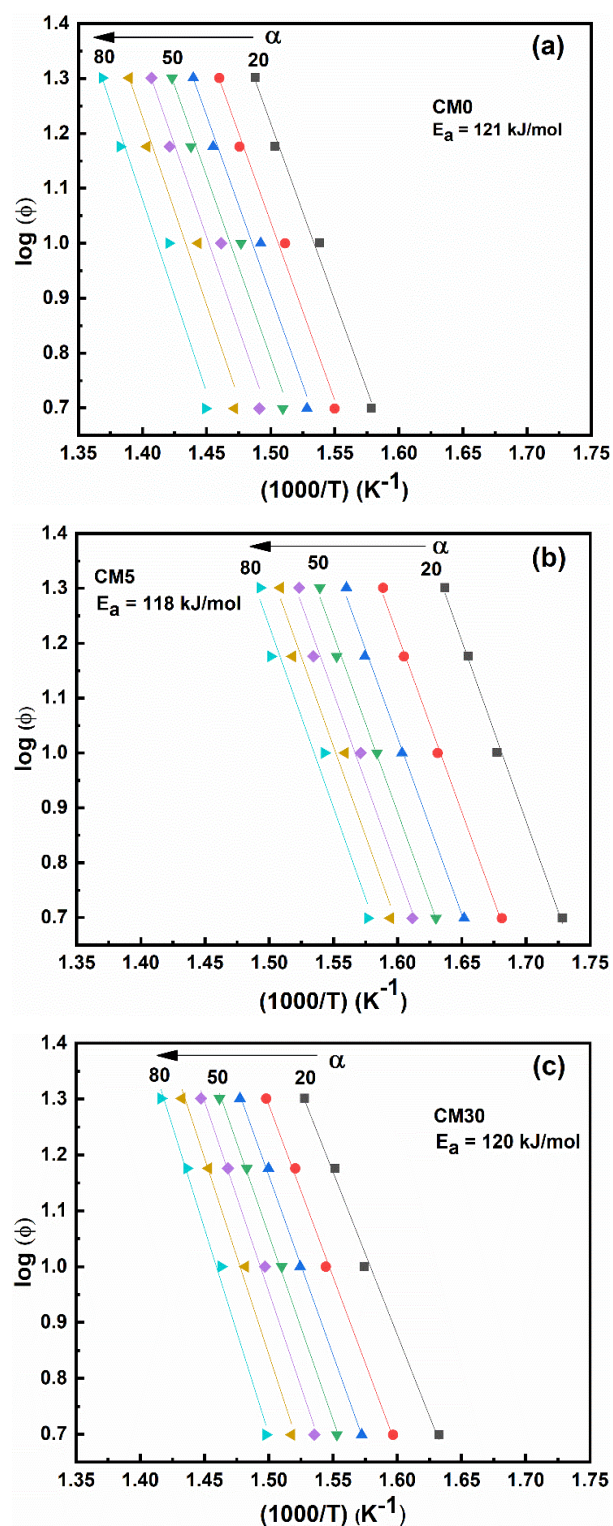 (a)
α
80 50 20
CM0
Eₐ = 121 kJ/mol
1.4
1.3
1.2
1.1
1.0
0.9
0.8
0.7
log (ϕ)
1.35 1.40 1.45 1.50 1.55 1.60 1.65 1.70 1.75
(1000/T) (K⁻¹)
(b)
α
80 50 20
CM5
Eₐ = 118 kJ/mol
1.4
1.3
1.2
1.1
1.0
0.9
0.8
0.7
log (ϕ)
1.35 1.40 1.45 1.50 1.55 1.60 1.65 1.70 1.75
(1000/T) (K⁻¹)
(c)
α
80 50 20
CM30
Eₐ = 120 kJ/mol
1.4
1.3
1.2
1.1
1.0
0.9
0.8
0.7
log (ϕ)
1.35 1.40 1.45 1.50 1.55 1.60 1.65 1.70 1.75
(1000/T) (K⁻¹)